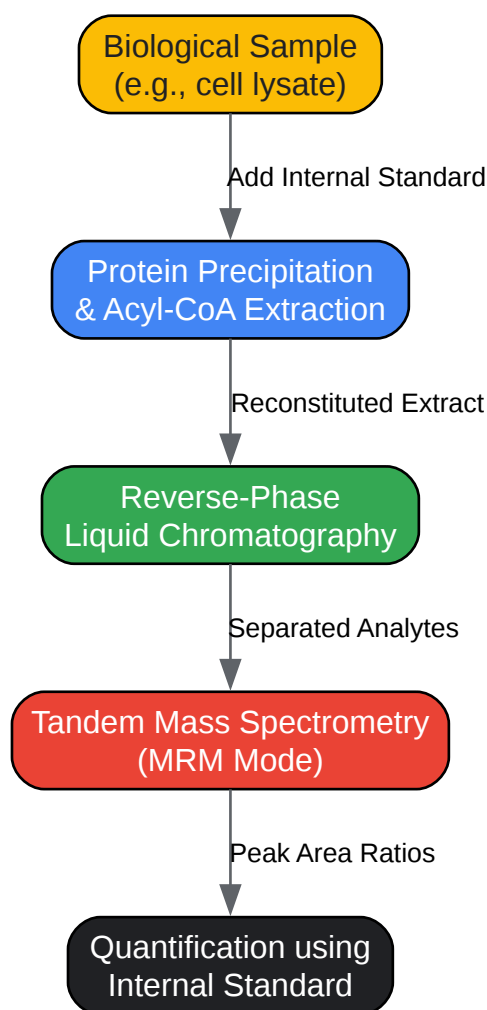 Biological Sample
(e.g., cell lysate)
Add Internal Standard
Protein Precipitation
& Acyl-CoA Extraction
Reconstituted Extract
Reverse-Phase
Liquid Chromatography
Separated Analytes
Tandem Mass Spectrometry
(MRM Mode)
Peak Area Ratios
Quantification using
Internal Standard